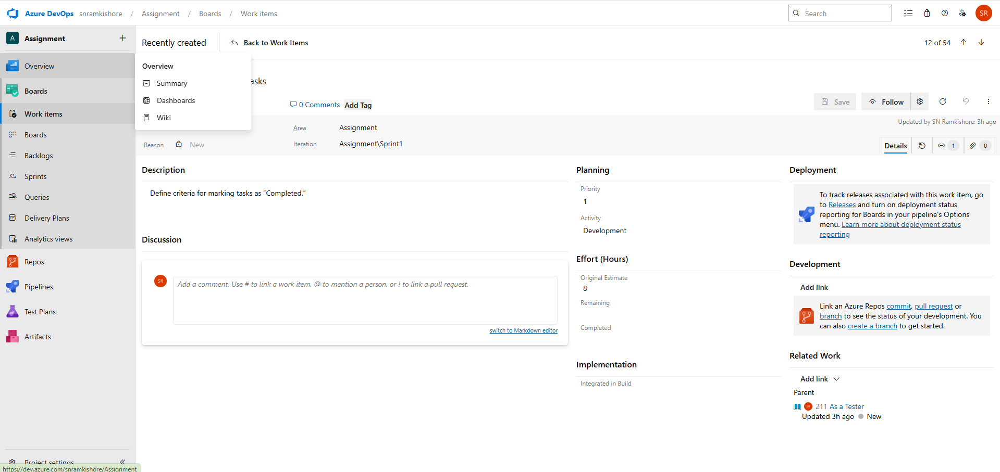 Azure DevOps snramkishore / Assignment / Boards / Work items
Search
SR
A Assignment
Recently created
Back to Work Items
12 of 54
Overview
Boards
Work items
Boards
Backlogs
Sprints
Queries
Delivery Plans
Analytics views
Repos
Pipelines
Test Plans
Artifacts
Project settings
https://dev.azure.com/snramkishore/Assignment
Overview
Summary
Dashboards
Wiki
asks
0 Comments
Add Tag
Save
Follow
Updated by SN Ramkishore: 3h ago
Area Assignment
Reason New
Iteration Assignment\Sprint1
Details
1
0
Description
Define criteria for marking tasks as “Completed.”
Discussion
SR
Add a comment. Use # to link a work item, @ to mention a person, or ! to link a pull request.
switch to Markdown editor
Planning
Priority
1
Activity
Development
Effort (Hours)
Original Estimate
8
Remaining
Completed
Implementation
Integrated in Build
Deployment
To track releases associated with this work item, go
to Releases and turn on deployment status
reporting for Boards in your pipeline's Options
menu. Learn more about deployment status
reporting
Development
Add link
Link an Azure Repos commit, pull request or
branch to see the status of your development. You
can also create a branch to get started.
Related Work
Add link
Parent
SR 211 As a Tester
Updated 3h ago New